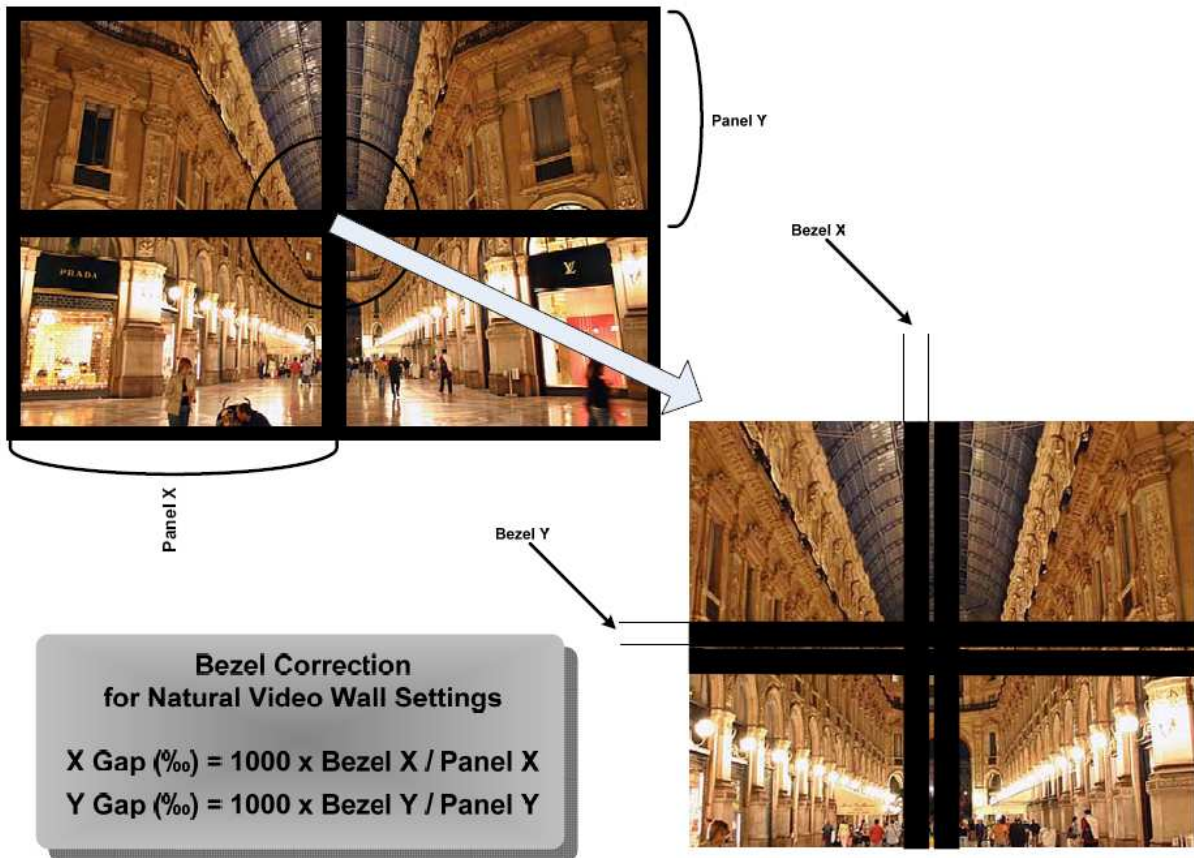 Panel Y
Bezel X
PRADA
LV
Panel X
Bezel Y
Bezel Correction
for Natural Video Wall Settings
X Gap (‰) = 1000 x Bezel X / Panel X
Y Gap (‰) = 1000 x Bezel Y / Panel Y